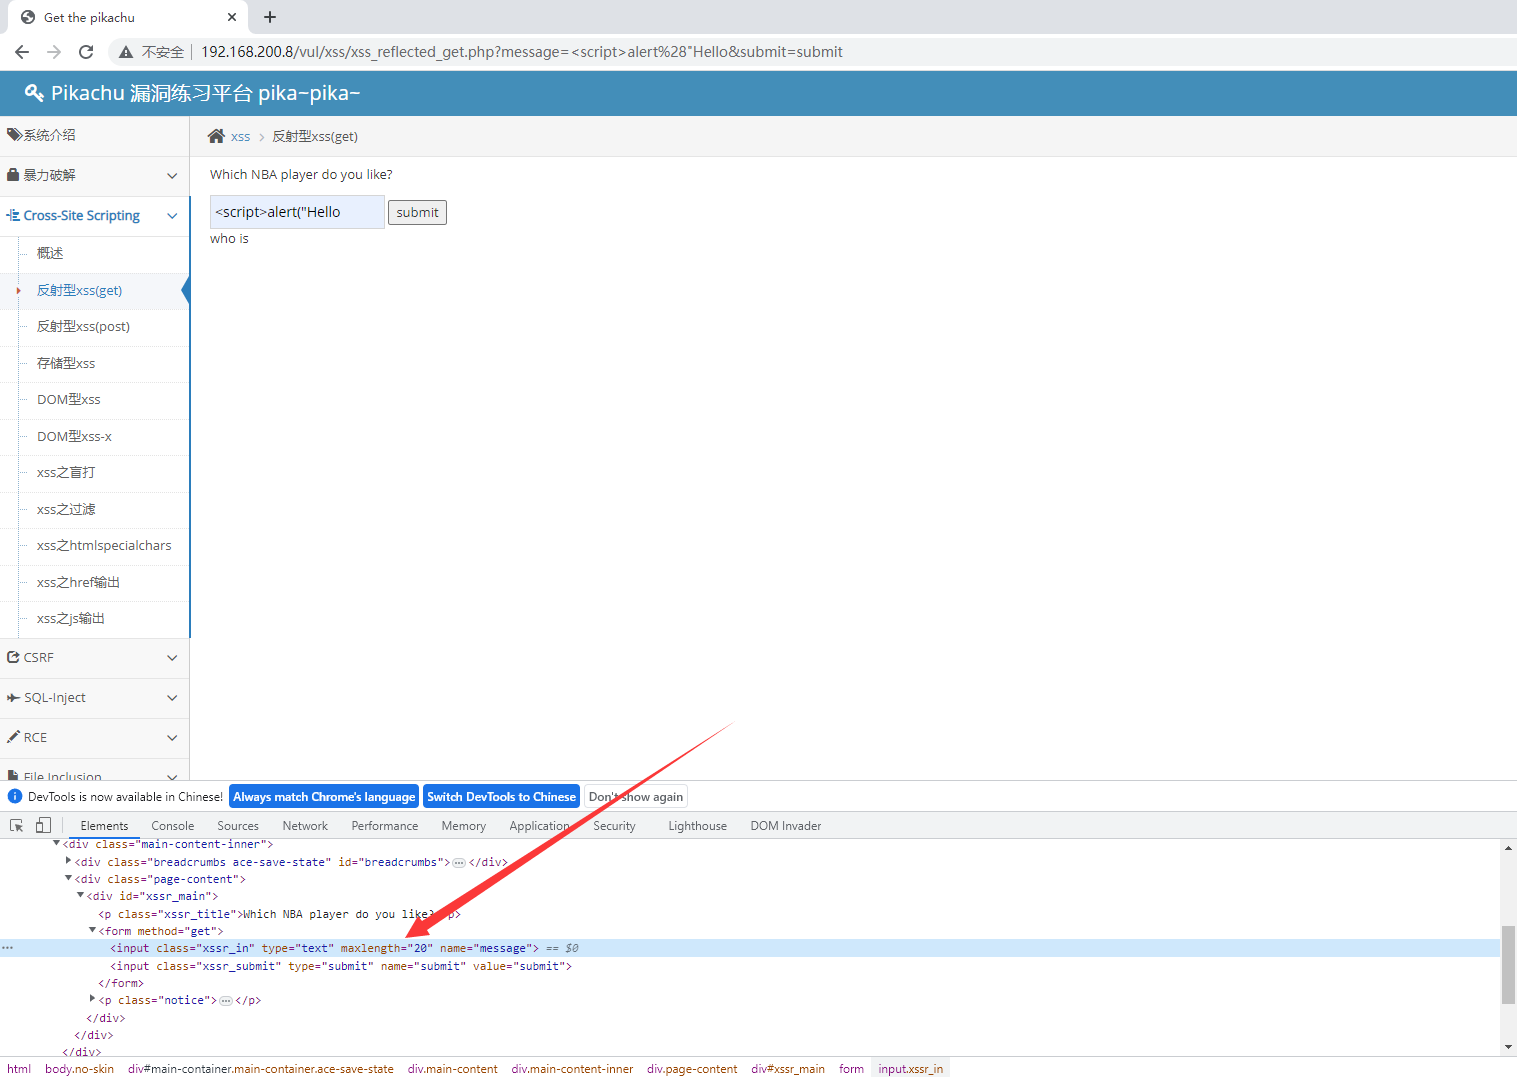 Get the pikachu
不安全 192.168.200.8/vul/xss/xss_reflected_get.php?message=<script>alert%28"Hello&submit=submit
Pikachu 漏洞练习平台 pika~pika~
系统介绍
暴力破解
Cross-Site Scripting
概述
反射型xss(get)
反射型xss(post)
存储型xss
DOM型xss
DOM型xss-x
xss之盲打
xss之过滤
xss之htmlspecialchars
xss之href输出
xss之js输出
CSRF
SQL-Inject
RCE
File Inclusion
xss > 反射型xss(get)
Which NBA player do you like?
<script>alert("Hello submit
who is
DevTools is now available in Chinese! Always match Chrome's language Switch DevTools to Chinese Don't show again
Elements Console Sources Network Performance Memory Application Security Lighthouse DOM Invader
<div class="main-content-inner">
<div class="breadcrumbs ace-save-state" id="breadcrumbs">…</div>
<div class="page-content">
<div id="xssr_main">
<p class="xssr_title">Which NBA player do you like? p>
<form method="get">
<input class="xssr_in" type="text" maxlength="20" name="message"> == $0
<input class="xssr_submit" type="submit" name="submit" value="submit">
</form>
<p class="notice">…</p>
</div>
</div>
</div>
html body.no-skin div#main-container.main-container.ace-save-state div.main-content div.main-content-inner div.page-content div#xssr_main form input.xssr_in